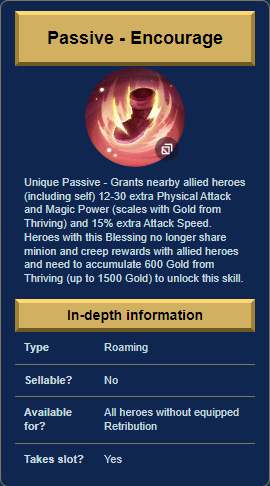 Passive - Encourage
Unique Passive - Grants nearby allied heroes
(including self) 12-30 extra Physical Attack
and Magic Power (scales with Gold from
Thriving) and 15% extra Attack Speed.
Heroes with this Blessing no longer share
minion and creep rewards with allied heroes
and need to accumulate 600 Gold from
Thriving (up to 1500 Gold) to unlock this skill.
In-depth information
Type Roaming
Sellable? No
Available All heroes without equipped
for? Retribution
Takes slot? Yes